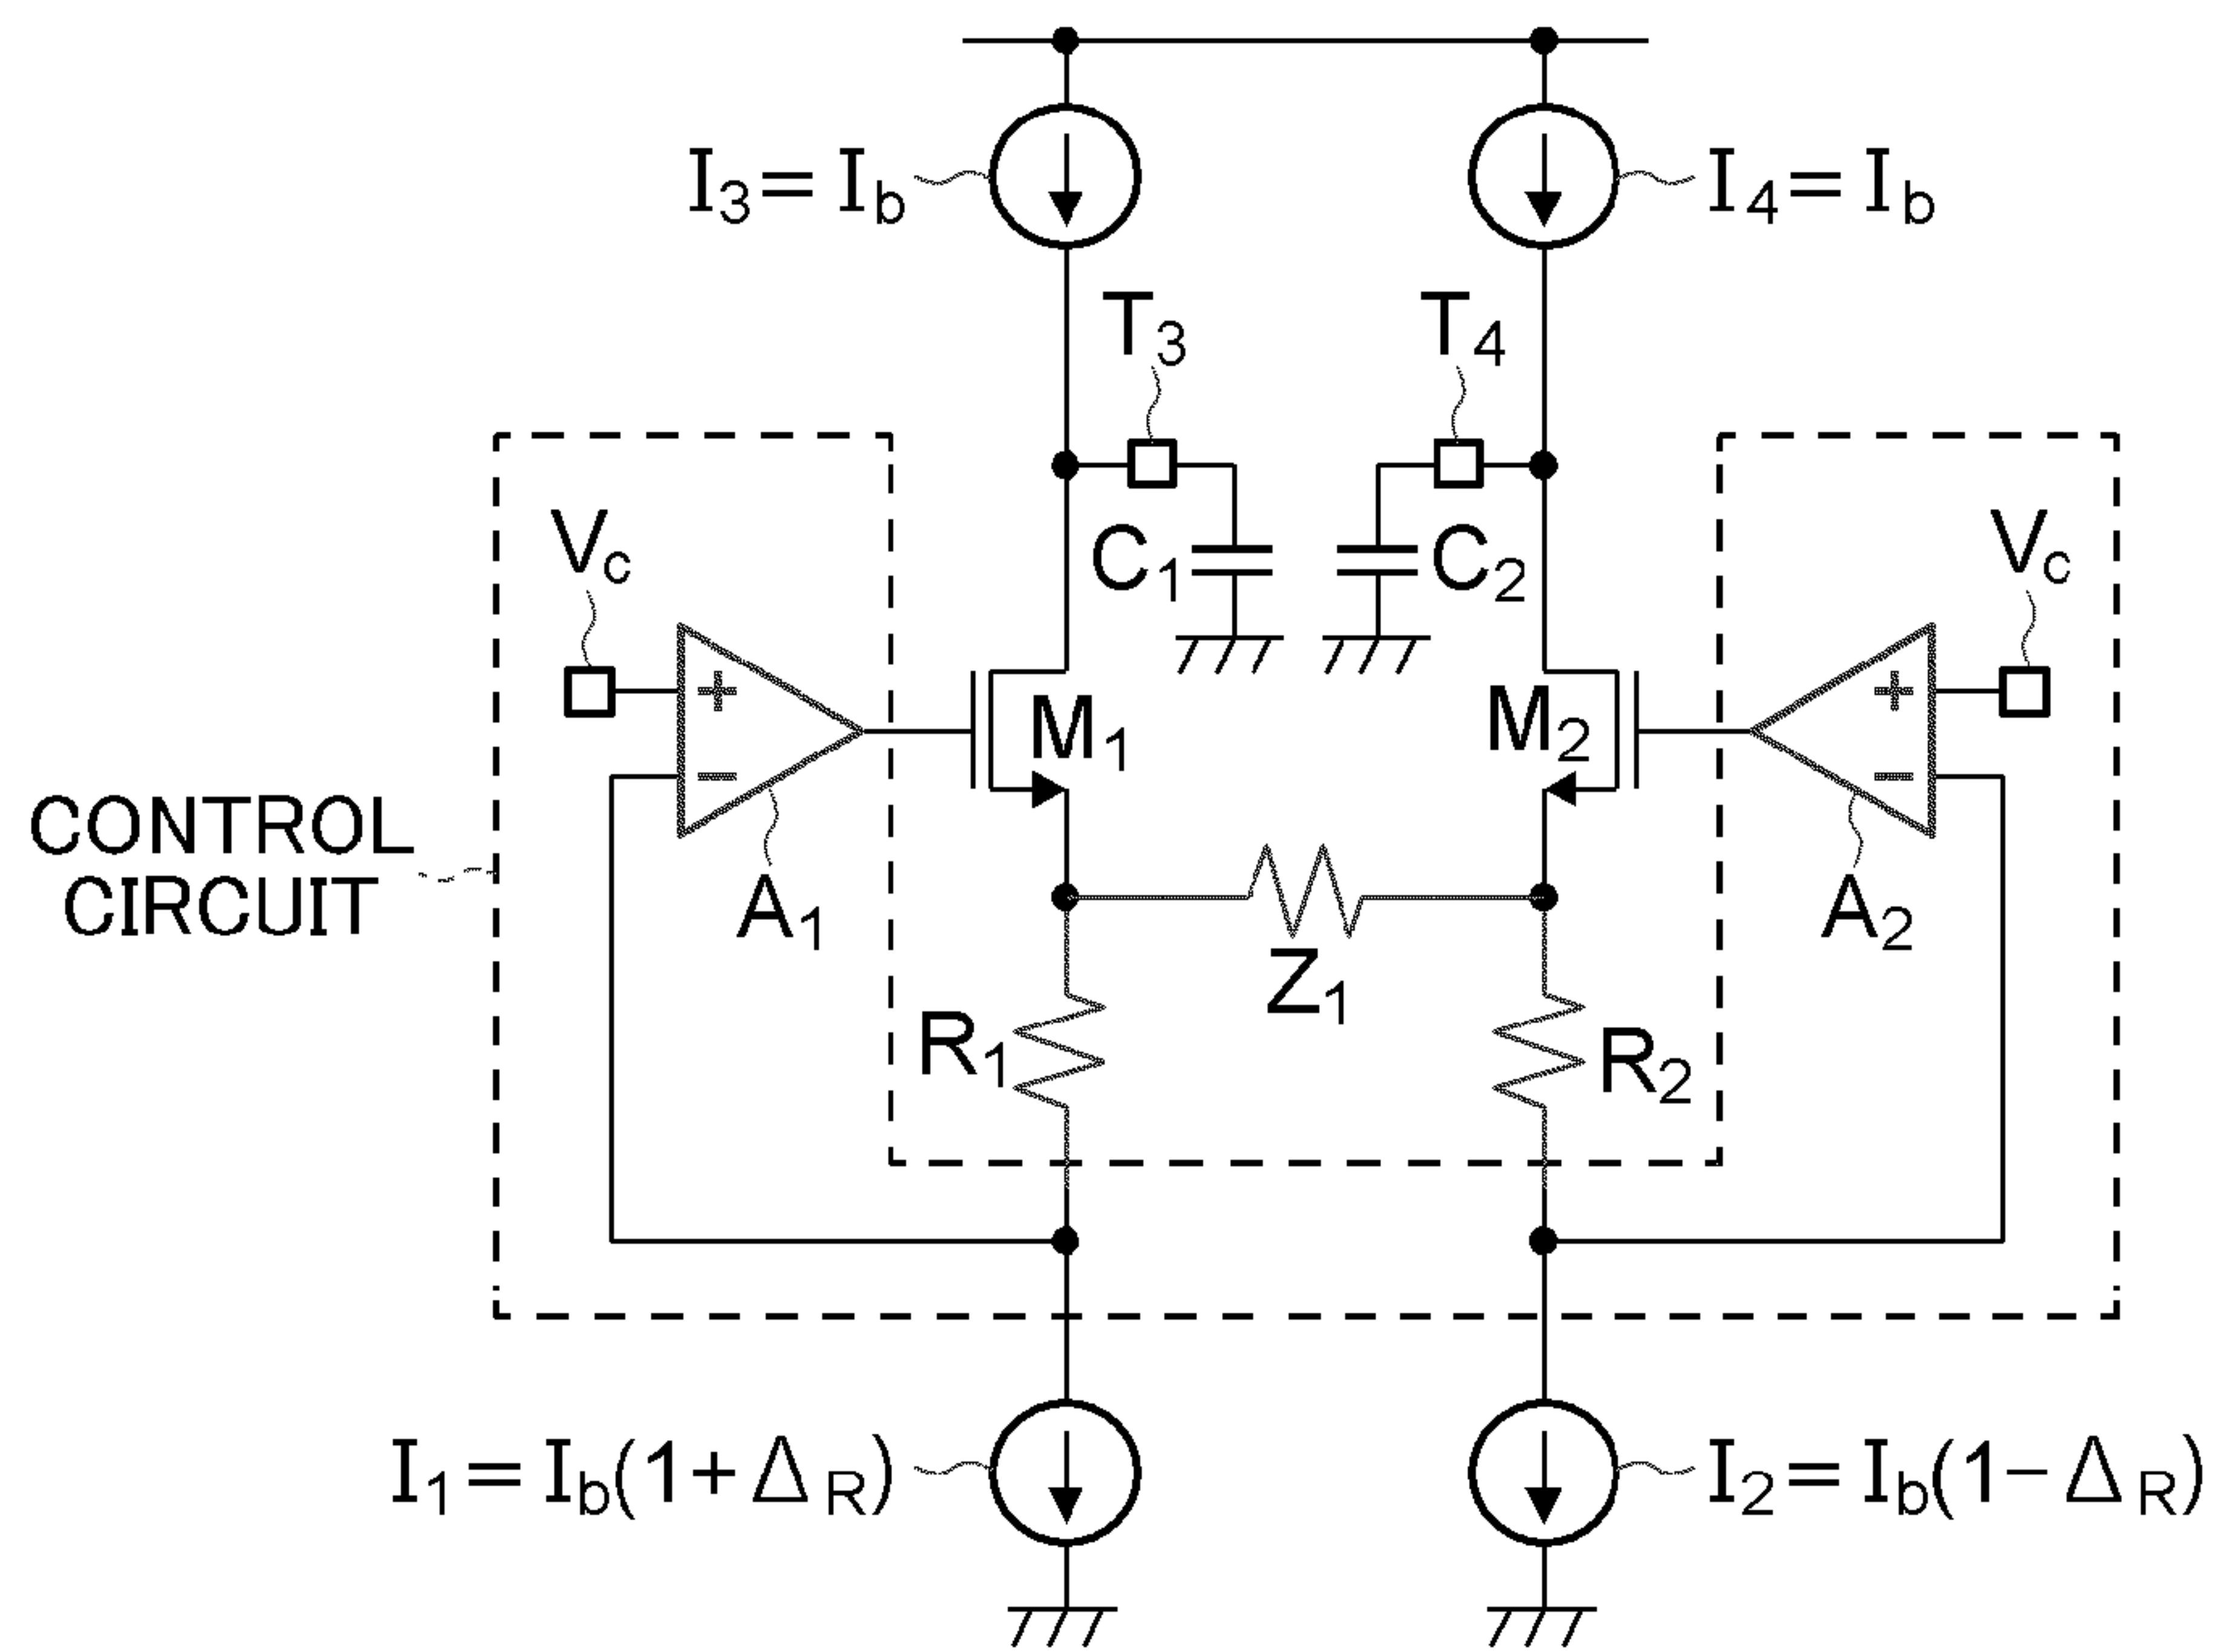 I3=Ib
I4=Ib
T3
T4
Vc
C1
C2
Vc
+
+
M1
M2
−
−
CONTROL
CIRCUIT
A1
A2
Z1
R1
R2
I1=Ib(1+ΔR)
I2=Ib(1−ΔR)